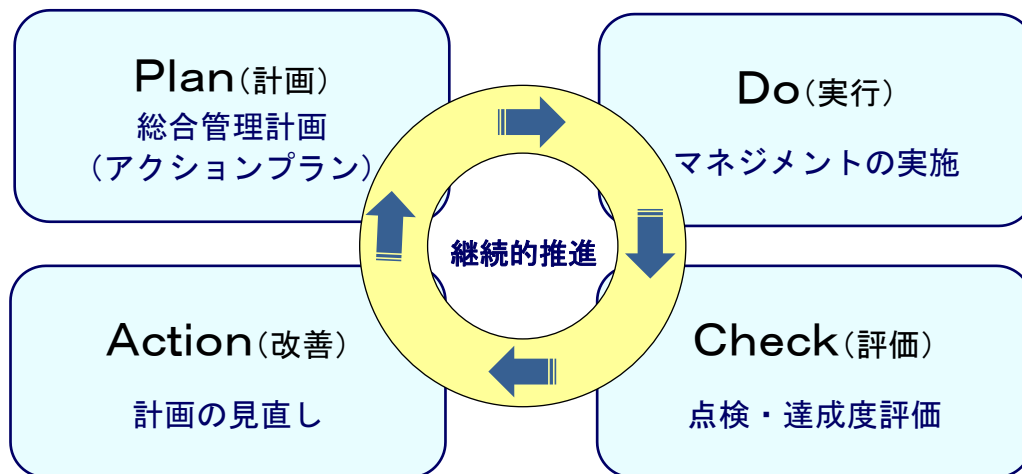 Plan(計画)
総合管理計画
(アクションプラン)
Do(実行)
マネジメントの実施
継続的推進
Action(改善)
計画の見直し
Check(評価)
点検・達成度評価